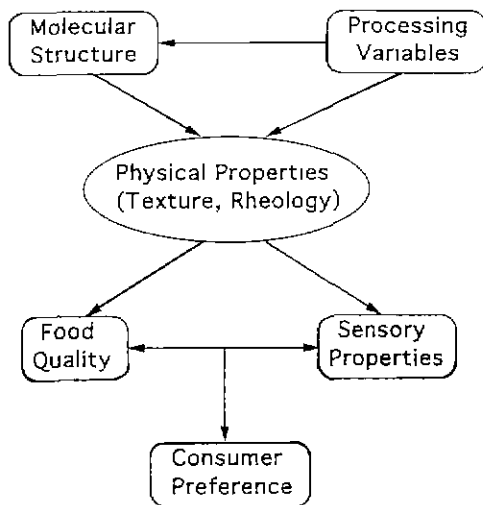 Molecular
Structure
Processing
Variables
Physical Properties
(Texture, Rheology)
Food
Quality
Sensory
Properties
Consumer
Preference